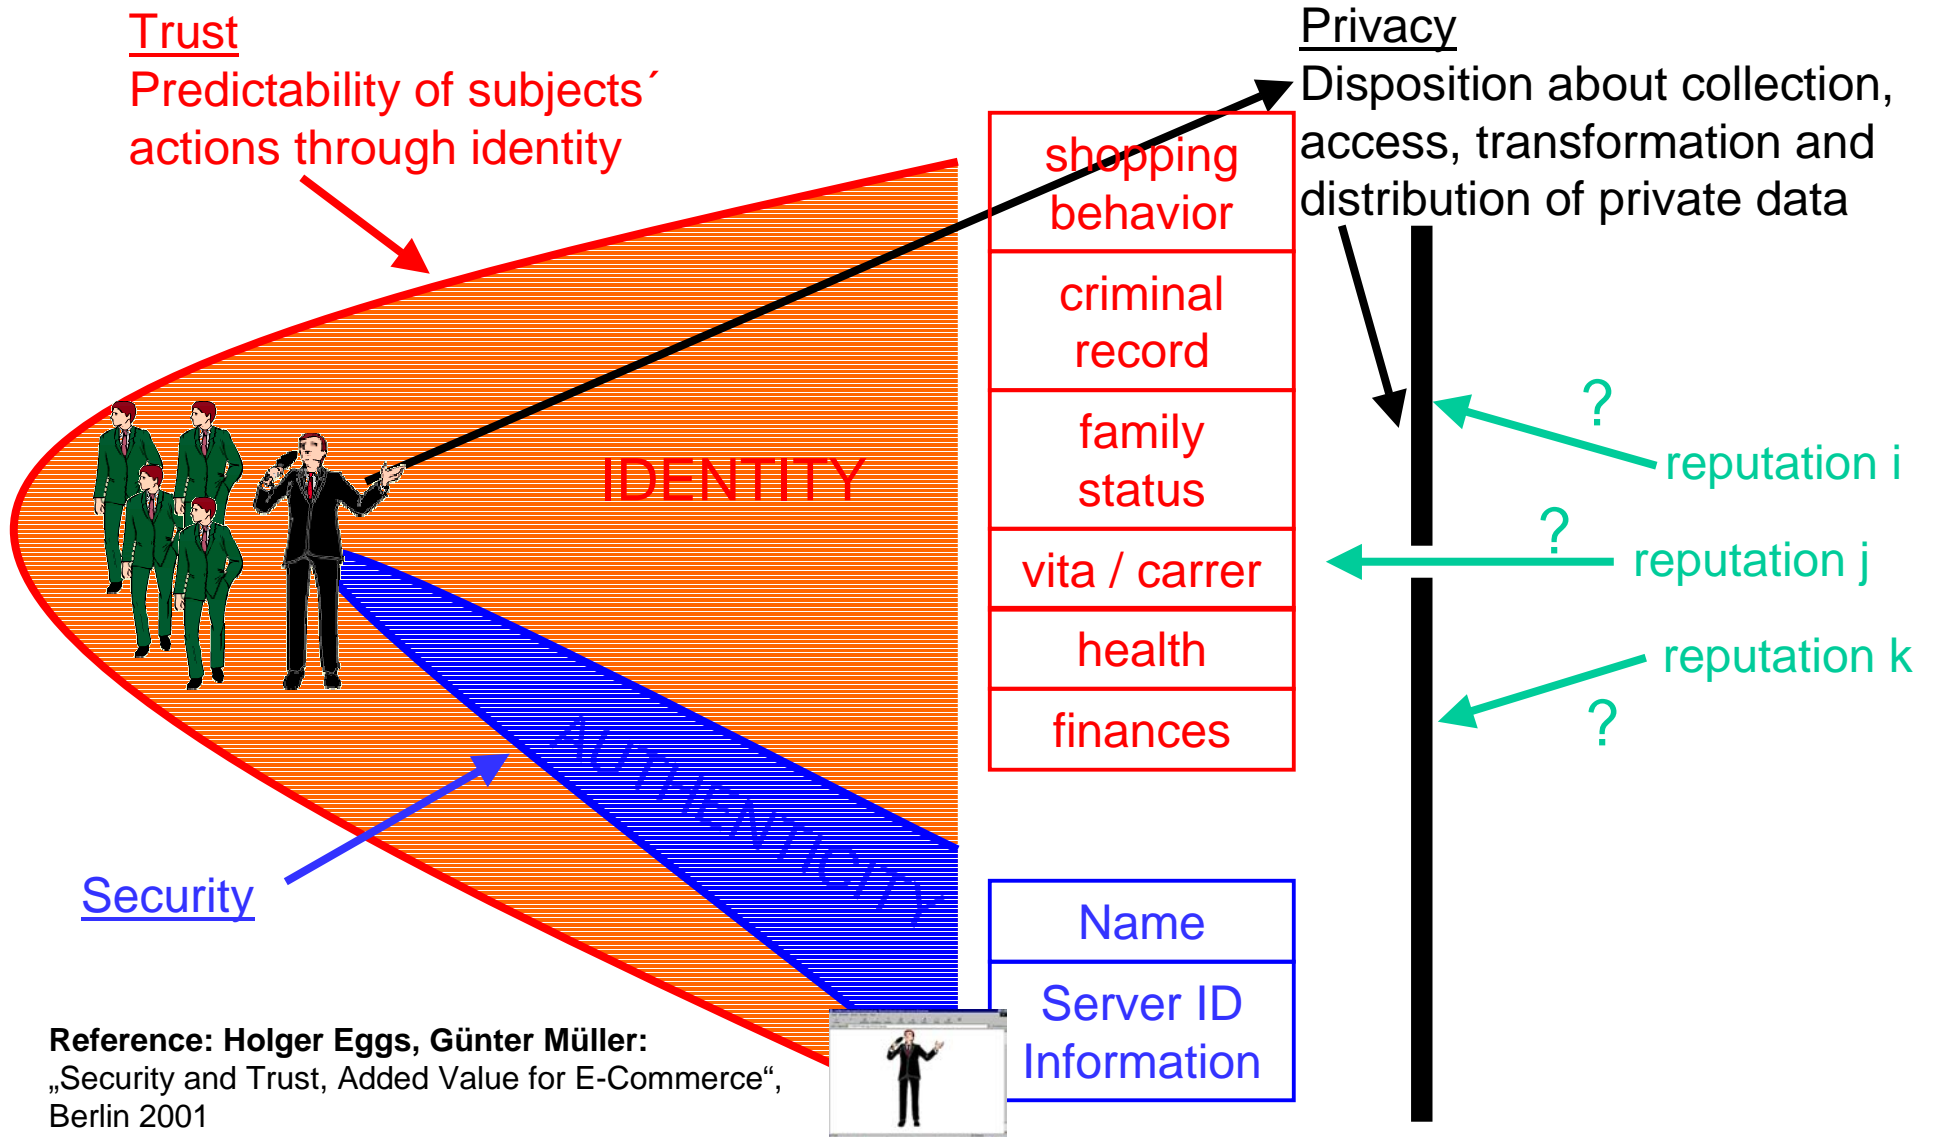 Trust
Predictability of subjects´
actions through identity
Privacy
Disposition about collection,
access, transformation and
distribution of private data
shopping
behavior
criminal
record
family
status
vita / carrer
health
finances
IDENTITY
AUTHENTICITY
?
reputation i
?
reputation j
reputation k
?
Security
Name
Server ID
Information
Reference: Holger Eggs, Günter Müller:
„Security and Trust, Added Value for E-Commerce“,
Berlin 2001